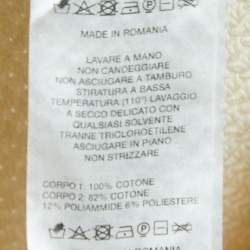 MADE IN ROMANIA
LAVARE A MANO
NON CANDEGGIARE
NON ASCIUGARE A TAMBURO
STIRATURA A BASSA
TEMPERATURA (110°) LAVAGGIO
A SECCO DELICATO CON
QUALSIASI SOLVENTE
TRANNE TRICLOROETILENE
ASCIUGARE IN PIANO
NON STRIZZARE
CORPO 1: 100% COTONE
CORPO 2: 82% COTONE
12% POLIAMMIDE 6% POLIESTERE
ROMANIA